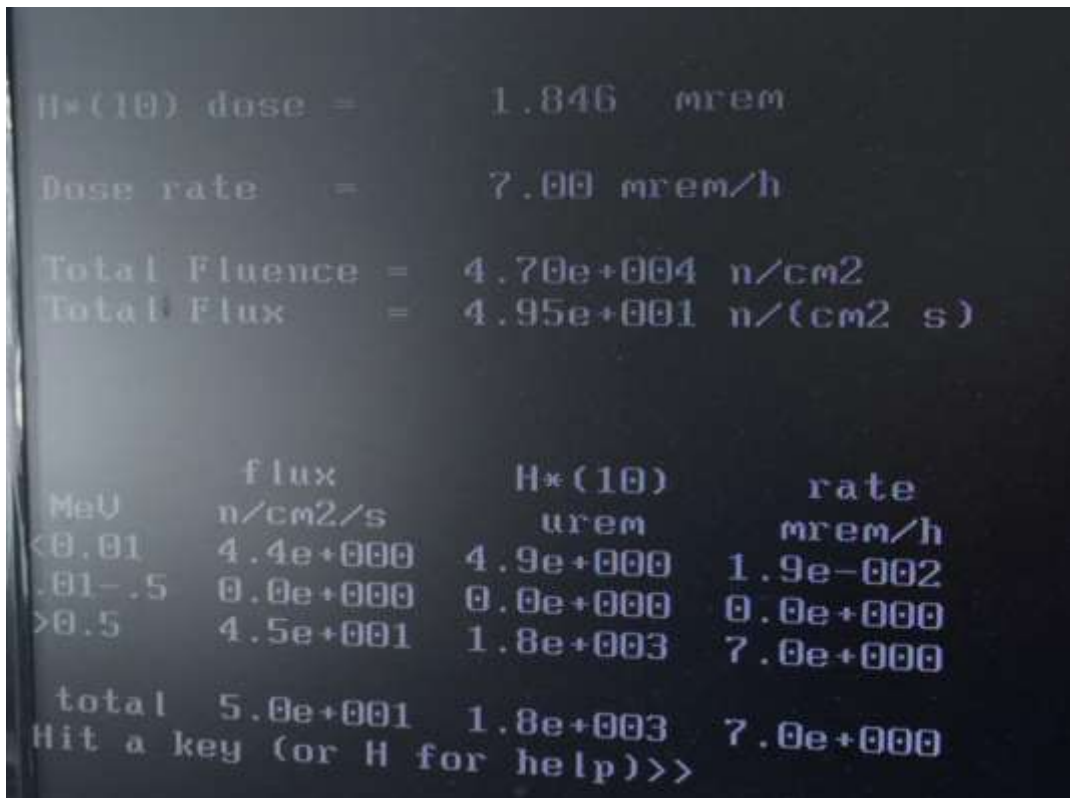 H*(10) dose = 1.846 mrem
Dose rate = 7.00 mrem/h
Total Fluence = 4.70e+004 n/cm2
Total Flux = 4.95e+001 n/(cm2 s)
flux H*(10) rate
MeV n/cm2/s urem mrem/h
<0.01 4.4e+000 4.9e+000 1.9e-002
.01-.5 0.0e+000 0.0e+000 0.0e+000
>0.5 4.5e+001 1.8e+003 7.0e+000
total 5.0e+001 1.8e+003 7.0e+000
Hit a key (or H for help)>>